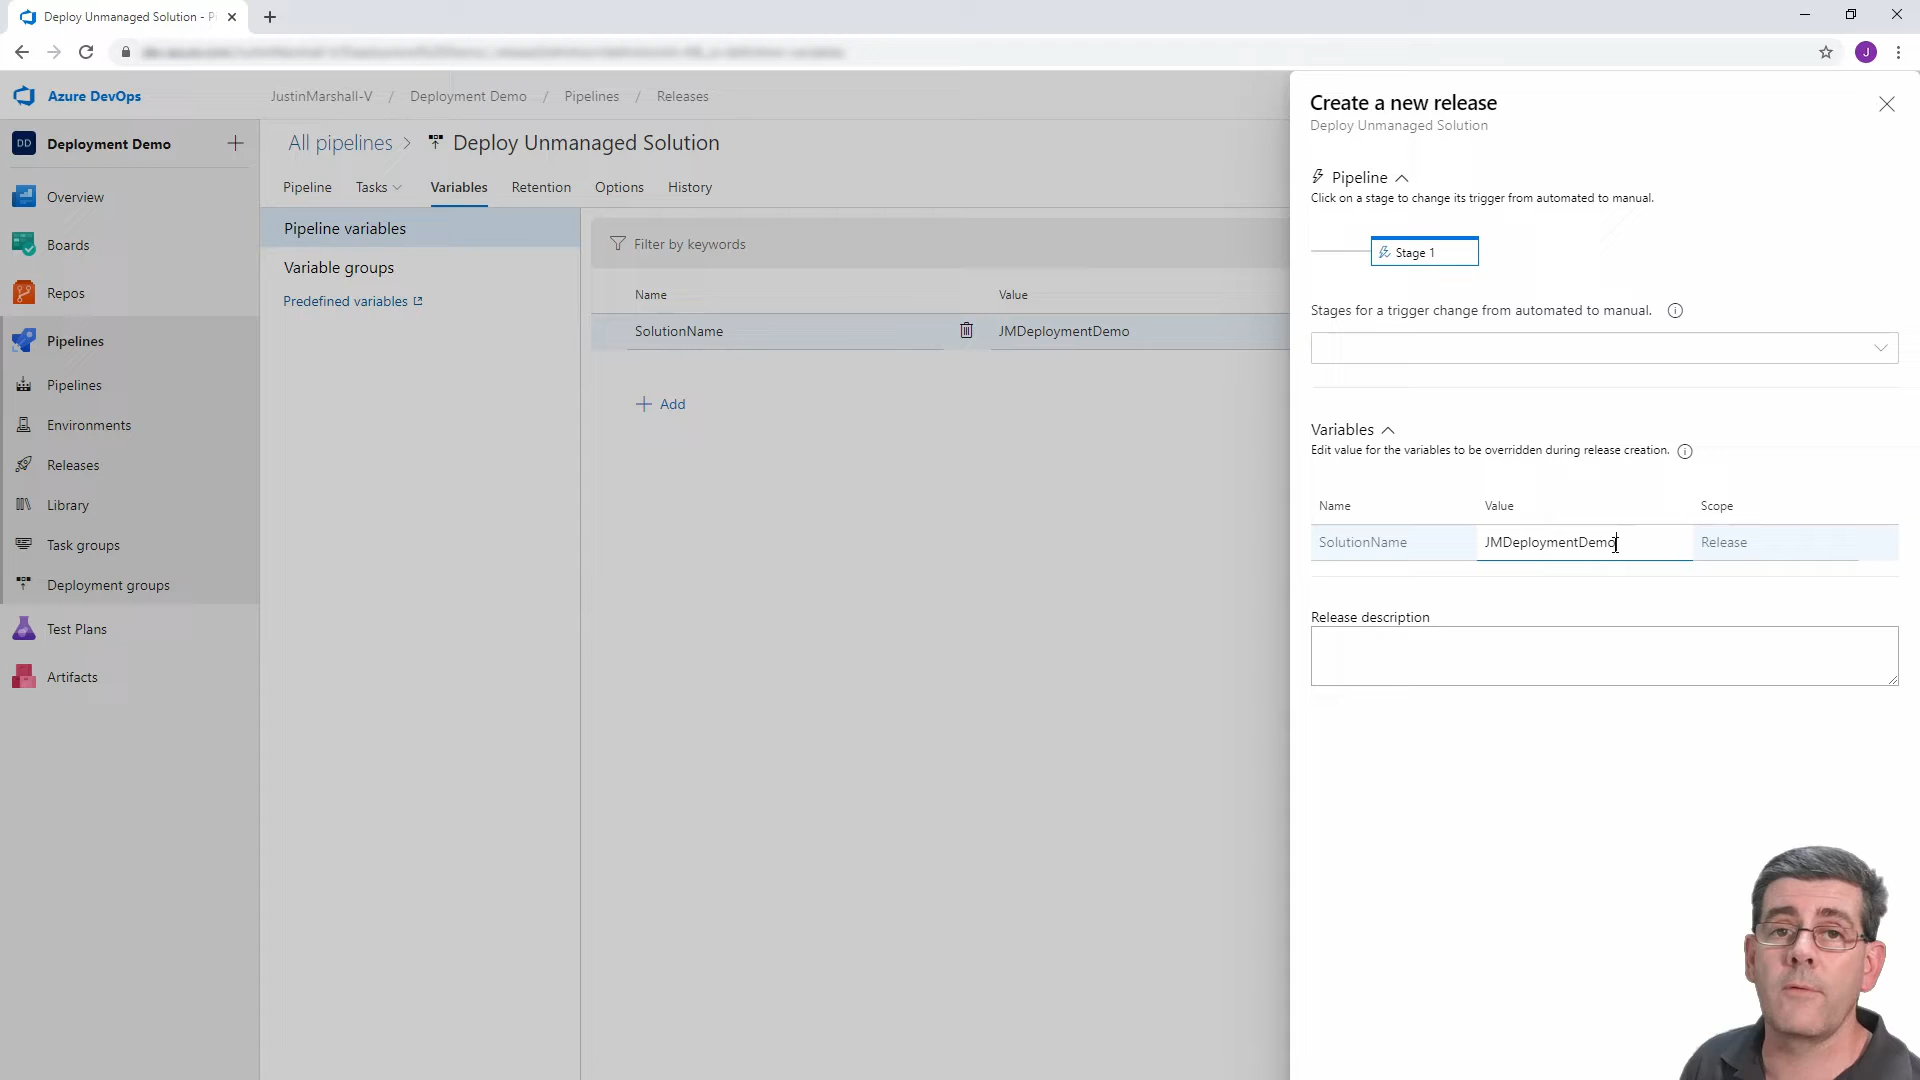 Deploy Unmanaged Solution - P
Azure DevOps
JustinMarshall-V / Deployment Demo / Pipelines / Releases
DD Deployment Demo
Overview
Boards
Repos
Pipelines
Pipelines
Environments
Releases
Library
Task groups
Deployment groups
Test Plans
Artifacts
All pipelines > Deploy Unmanaged Solution
Pipeline Tasks Variables Retention Options History
Pipeline variables
Variable groups
Predefined variables
Filter by keywords
Name Value
SolutionName JMDeploymentDemo
Add
J
Create a new release
Deploy Unmanaged Solution
Pipeline
Click on a stage to change its trigger from automated to manual.
Stage 1
Stages for a trigger change from automated to manual.
Variables
Edit value for the variables to be overridden during release creation.
Name Value Scope
SolutionName JMDeploymentDemo Release
Release description